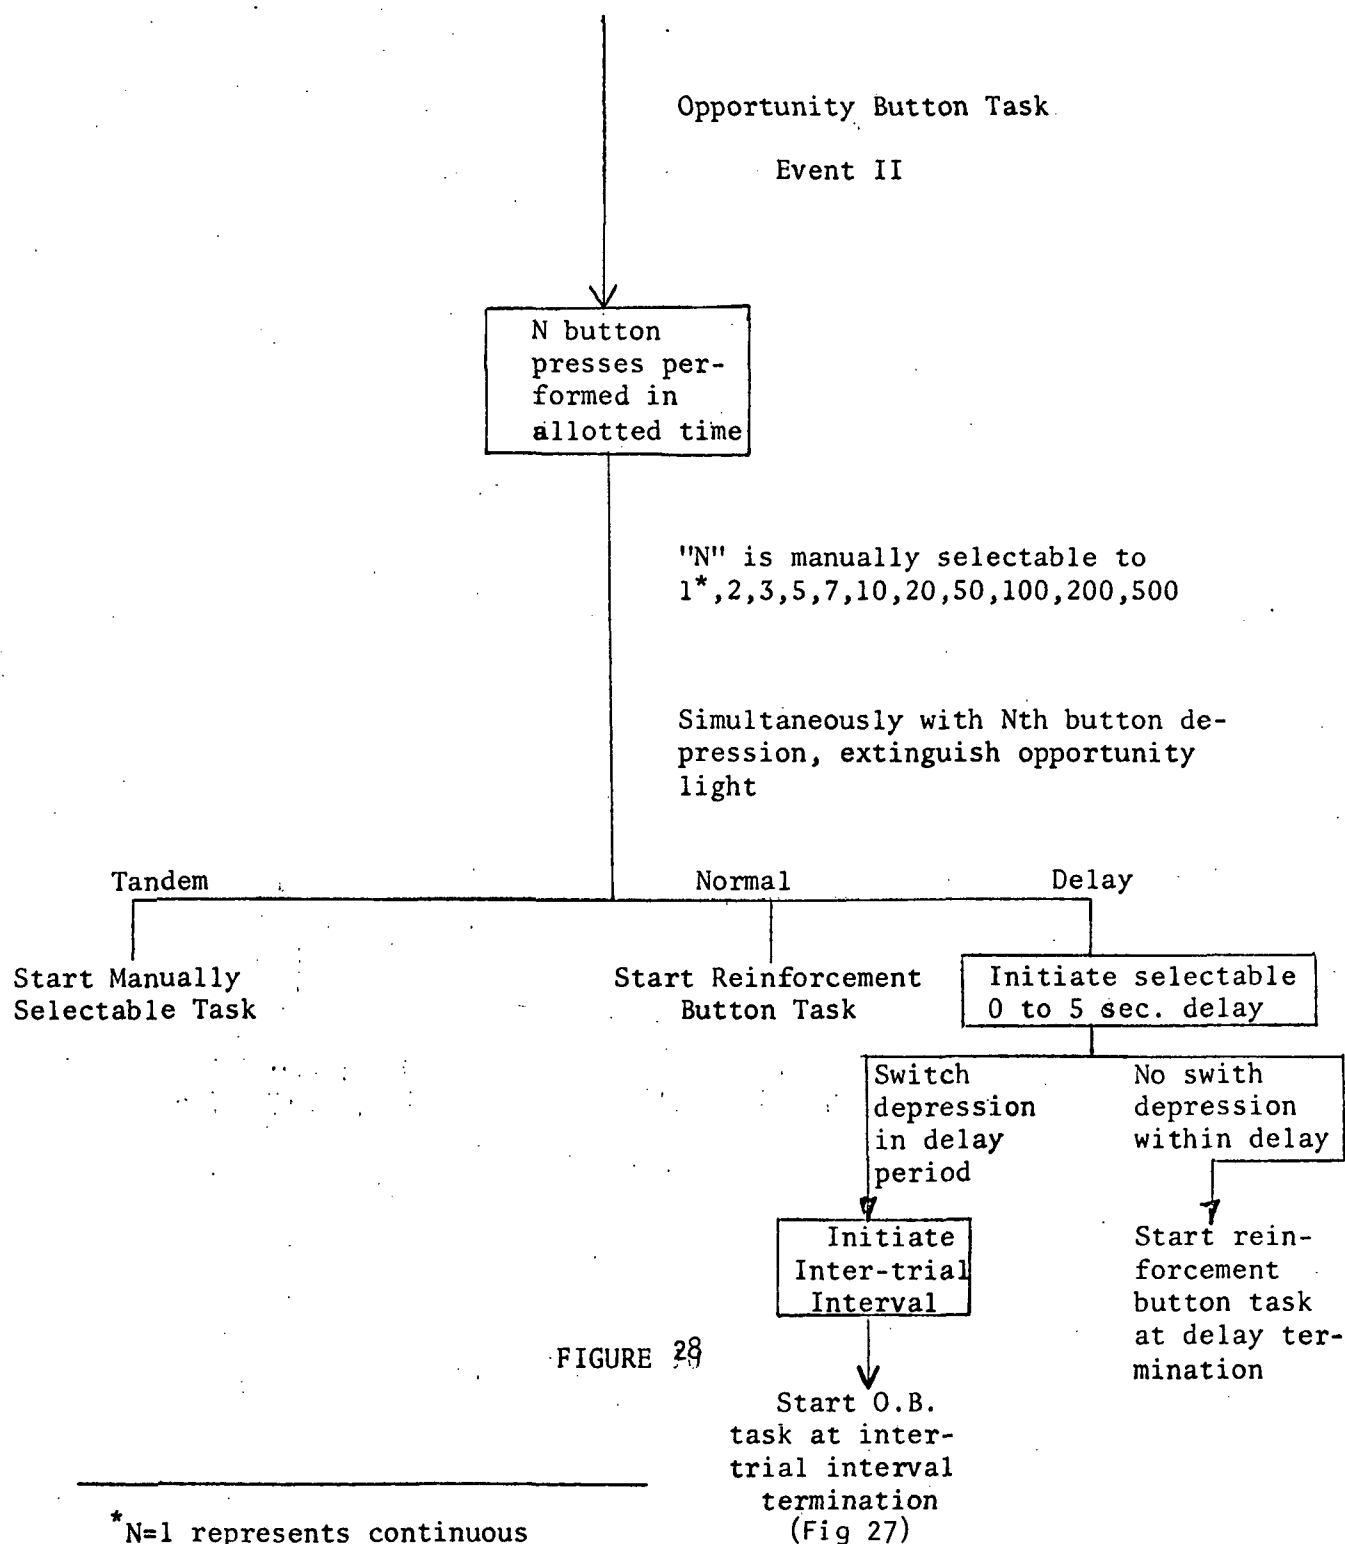 Opportunity Button Task
Event II
N button
presses per-
formed in
allotted time
"N" is manually selectable to
1*,2,3,5,7,10,20,50,100,200,500
Simultaneously with Nth button de-
pression, extinguish opportunity
light
Tandem
Normal
Delay
Start Manually
Selectable Task
Start Reinforcement
Button Task
Initiate selectable
0 to 5 sec. delay
Switch
depression
in delay
period
No swith
depression
within delay
Initiate
Inter-trial
Interval
Start rein-
forcement
button task
at delay ter-
mination
FIGURE 28
Start O.B.
task at inter-
trial interval
termination
(Fig 27)
*N=1 represents continuous